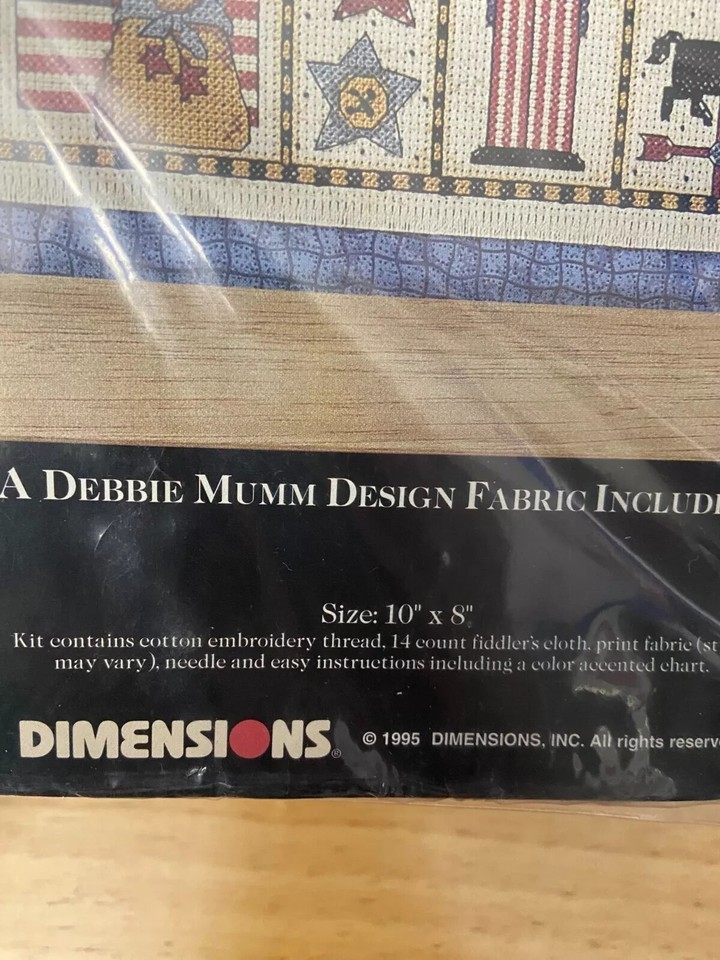 A DEBBIE MUMM DESIGN FABRIC INCLUD
Size: 10" x 8"
Kit contains cotton embroidery thread, 14 count fiddler's cloth, print fabric (st
may vary), needle and easy instructions including a color accented chart.
DIMENSIONS® © 1995 DIMENSIONS, INC. All rights reserv